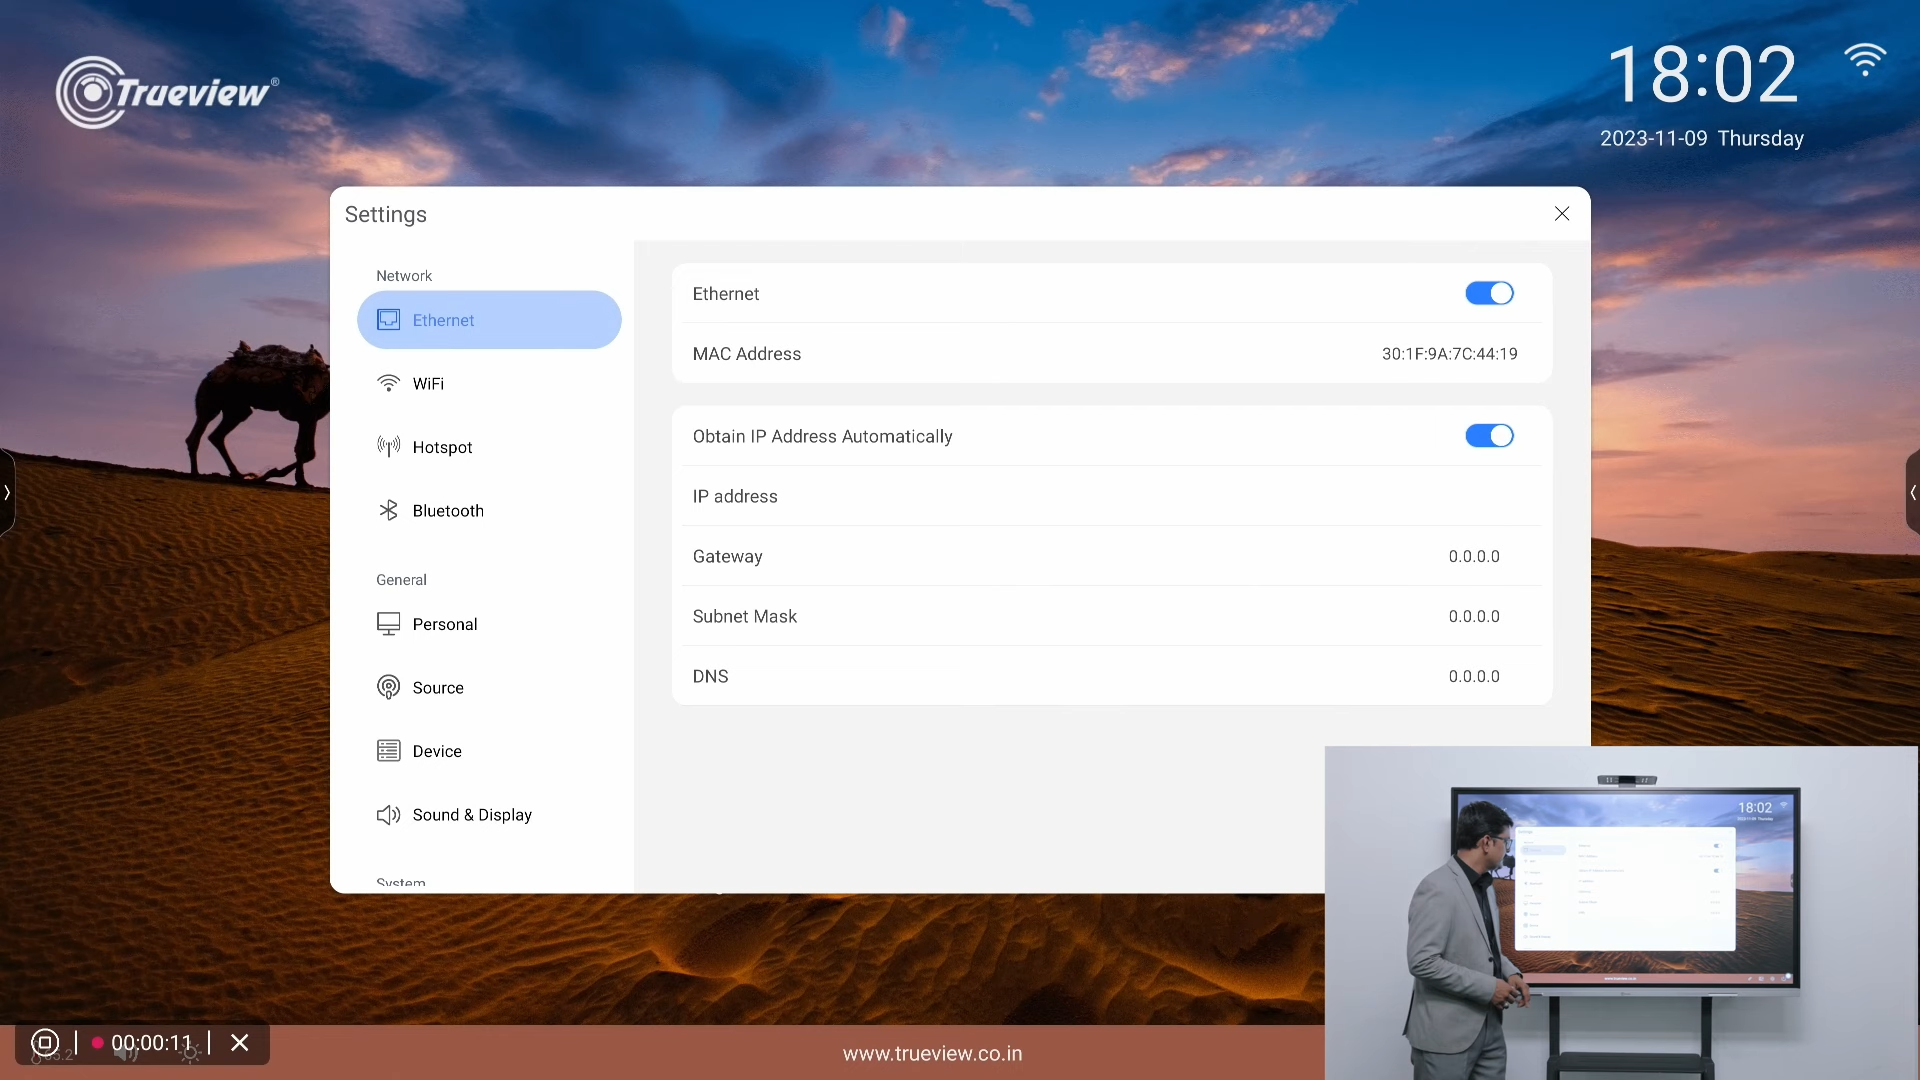 Trueview®
18:02
2023-11-09 Thursday
Settings
Network
Ethernet
WiFi
Hotspot
Bluetooth
General
Personal
Source
Device
Sound & Display
System
Ethernet
MAC Address 30:1F:9A:7C:44:19
Obtain IP Address Automatically
IP address
Gateway 0.0.0.0
Subnet Mask 0.0.0.0
DNS 0.0.0.0
00:00:11
www.trueview.co.in
18:02